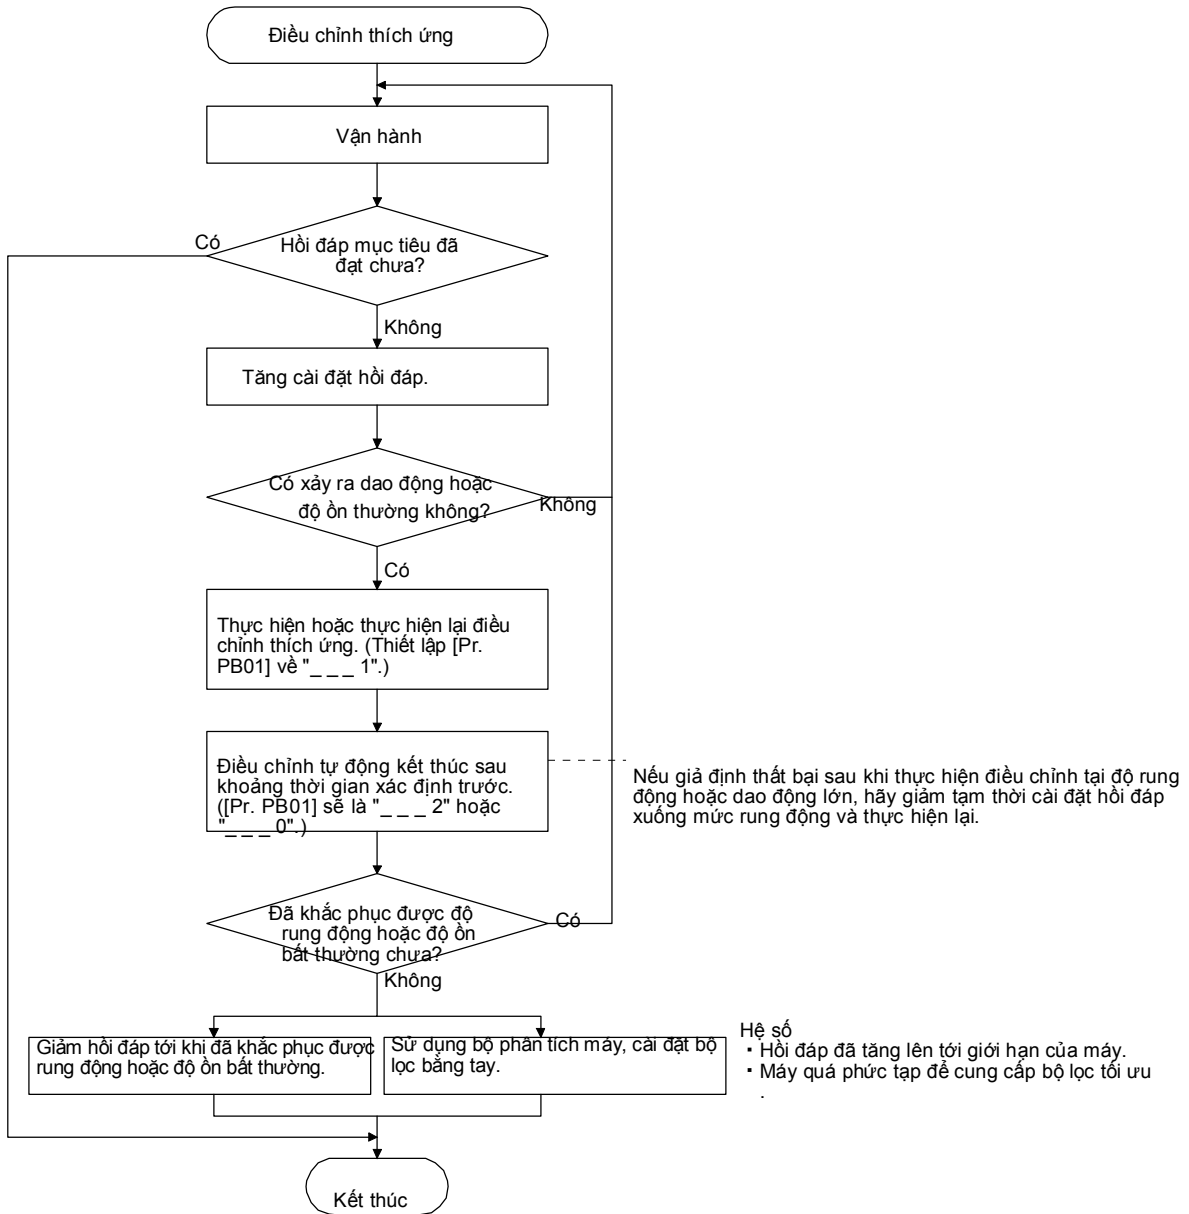 Điều chỉnh thích ứng
Vận hành
Có
Hồi đáp mục tiêu đã
đạt chưa?
Không
Tăng cài đặt hồi đáp.
Có xảy ra dao động hoặc
độ ồn thường không?
Không
Có
Thực hiện hoặc thực hiện lại điều
chỉnh thích ứng. (Thiết lập [Pr.
PB01] về "_ _ _ 1".)
Điều chỉnh tự động kết thúc sau
khoảng thời gian xác định trước.
([Pr. PB01] sẽ là "_ _ _ 2" hoặc
"_ _ _ 0".)
Nếu giả định thất bại sau khi thực hiện điều chỉnh tại độ rung
động hoặc dao động lớn, hãy giảm tạm thời cài đặt hồi đáp
xuống mức rung động và thực hiện lại.
Đã khắc phục được độ
rung động hoặc độ ồn
bất thường chưa?
Có
Không
Giảm hồi đáp tới khi đã khắc phục được
rung động hoặc độ ồn bất thường.
Sử dụng bộ phân tích máy, cài đặt bộ
lọc bằng tay.
Hệ số
・Hồi đáp đã tăng lên tới giới hạn của máy.
・Máy quá phức tạp để cung cấp bộ lọc tối ưu
.
Kết thúc